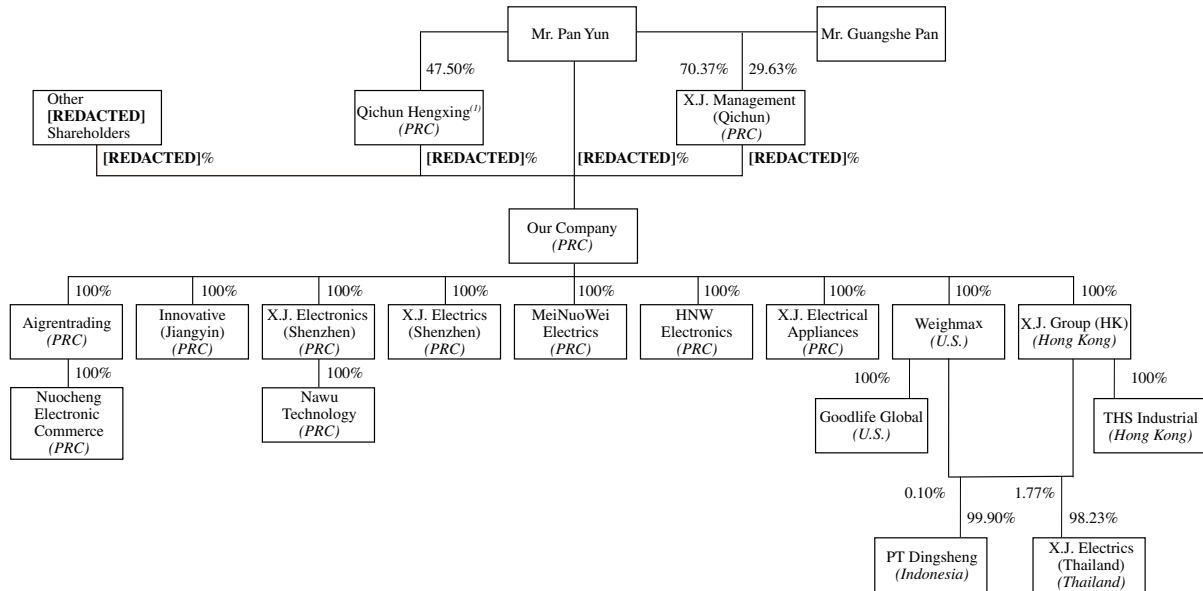 Mr. Pan Yun
Mr. Guangshe Pan
47.50%
70.37%
29.63%
Other
[REDACTED]
Shareholders
Qichun Hengxing(1)
(PRC)
X.J. Management
(Qichun)
(PRC)
[REDACTED]%
[REDACTED]%
[REDACTED]%
[REDACTED]%
Our Company
(PRC)
100%
100%
100%
100%
100%
100%
100%
100%
100%
Aigrentrading
(PRC)
Innovative
(Jiangyin)
(PRC)
X.J. Electronics
(Shenzhen)
(PRC)
X.J. Electrics
(Shenzhen)
(PRC)
MeiNuoWei
Electrics
(PRC)
HNW
Electronics
(PRC)
X.J. Electrical
Appliances
(PRC)
Weighmax
(U.S.)
X.J. Group (HK)
(Hong Kong)
100%
100%
100%
100%
Nuocheng
Electronic
Commerce
(PRC)
Nawu
Technology
(PRC)
Goodlife Global
(U.S.)
THS Industrial
(Hong Kong)
0.10%
99.90%
1.77%
98.23%
PT Dingsheng
(Indonesia)
X.J. Electrics
(Thailand)
(Thailand)